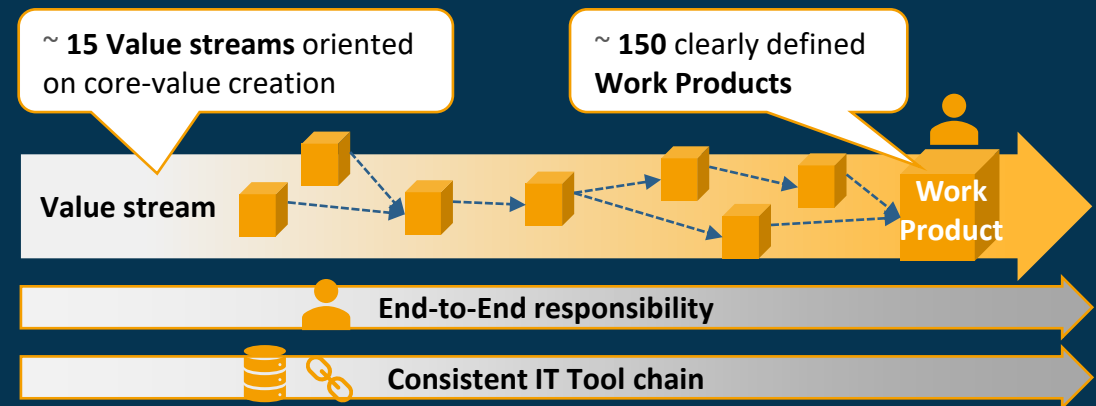 ~ 15 Value streams oriented
on core-value creation
~ 150 clearly defined
Work Products
Value stream
Work
Product
End-to-End responsibility
Consistent IT Tool chain